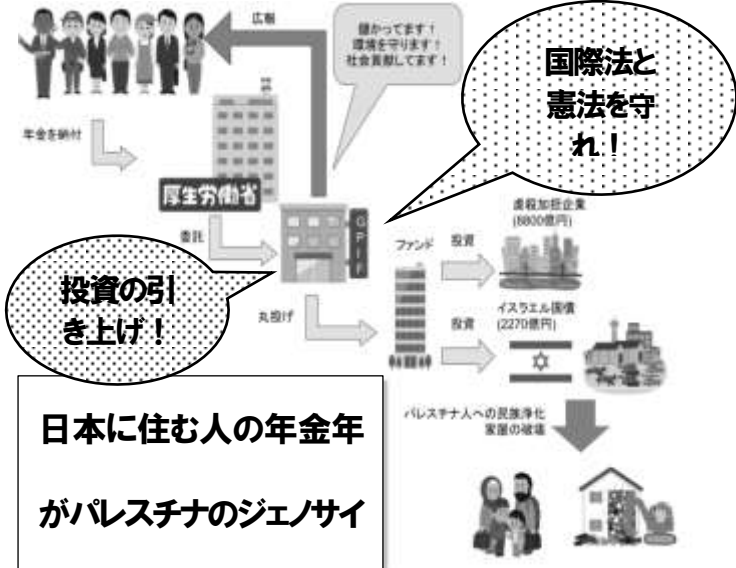 広報
儲かってます！
環境を守ります！
社会貢献してます！
国際法と
憲法を守
れ！
年金を納付
厚生労働省
委託
GPIF
虐殺加担企業
(8800億円)
ファンド
投資
投資の引
き上げ！
丸投げ
投資
イスラエル国債
(2270億円)
日本に住む人の年金年
がパレスチナのジェノサイ
パレスチナ人への民族浄化
家屋の破壊